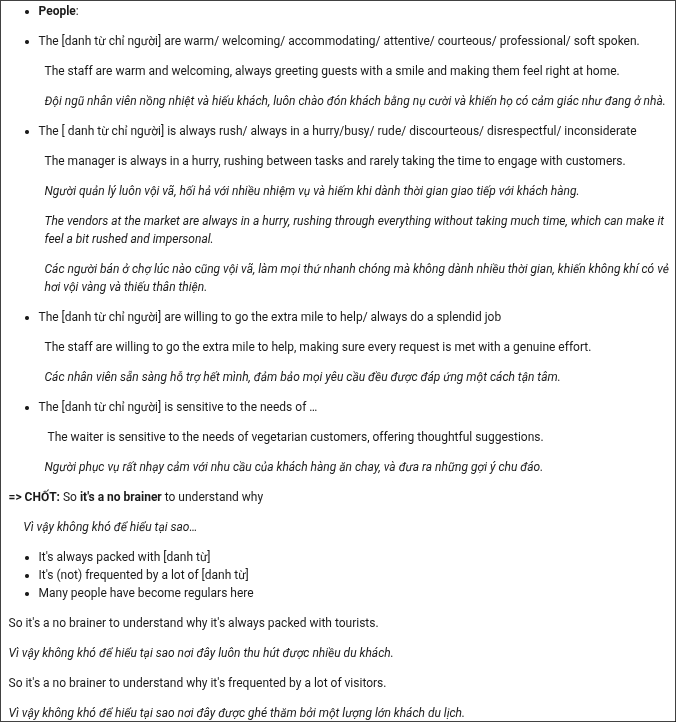 People:
The [danh từ chỉ người] are warm/ welcoming/ accommodating/ attentive/ courteous/ professional/ soft spoken.
The staff are warm and welcoming, always greeting guests with a smile and making them feel right at home.
Đội ngũ nhân viên nồng nhiệt và hiếu khách, luôn chào đón khách bằng nụ cười và khiến họ có cảm giác như đang ở nhà.
The [ danh từ chỉ người] is always rush/ always in a hurry/busy/ rude/ discourteous/ disrespectful/ inconsiderate
The manager is always in a hurry, rushing between tasks and rarely taking the time to engage with customers.
Người quản lý luôn vội vã, hối hả với nhiều nhiệm vụ và hiếm khi dành thời gian giao tiếp với khách hàng.
The vendors at the market are always in a hurry, rushing through everything without taking much time, which can make it
feel a bit rushed and impersonal.
Các người bán ở chợ lúc nào cũng vội vã, làm mọi thứ nhanh chóng mà không dành nhiều thời gian, khiến không khí có vẻ
hơi vội vàng và thiếu thân thiện.
The [danh từ chỉ người] are willing to go the extra mile to help/ always do a splendid job
The staff are willing to go the extra mile to help, making sure every request is met with a genuine effort.
Các nhân viên sẵn sàng hỗ trợ hết mình, đảm bảo mọi yêu cầu đều được đáp ứng một cách tận tâm.
The [danh từ chỉ người] is sensitive to the needs of …
The waiter is sensitive to the needs of vegetarian customers, offering thoughtful suggestions.
Người phục vụ rất nhạy cảm với nhu cầu của khách hàng ăn chay, và đưa ra những gợi ý chu đáo.
=> CHỐT: So it's a no brainer to understand why
Vì vậy không khó để hiểu tại sao…
It's always packed with [danh từ]
It's (not) frequented by a lot of [danh từ]
Many people have become regulars here
So it's a no brainer to understand why it's always packed with tourists.
Vì vậy không khó để hiểu tại sao nơi đây luôn thu hút được nhiều du khách.
So it's a no brainer to understand why it's frequented by a lot of visitors.
Vì vậy không khó để hiểu tại sao nơi đây được ghé thăm bởi một lượng lớn khách du lịch.